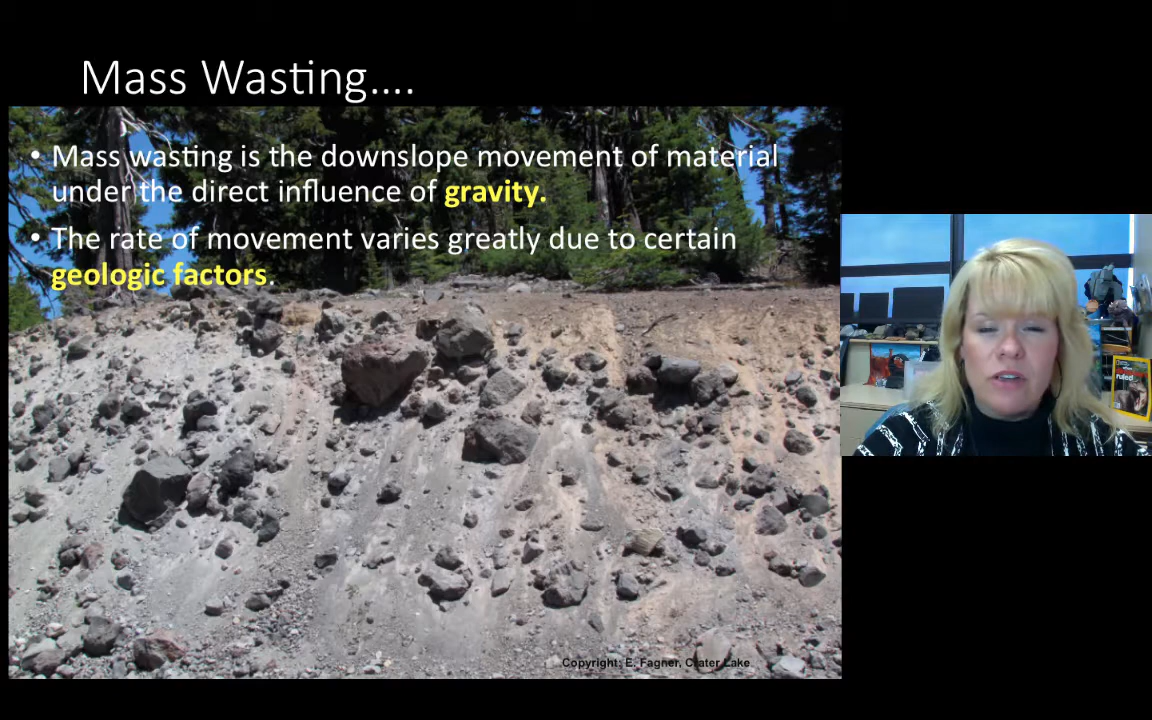 Mass Wasting....
• Mass wasting is the downslope movement of material
under the direct influence of gravity.
• The rate of movement varies greatly due to certain
geologic factors.
Copyright: E. Fagner, Crater Lake